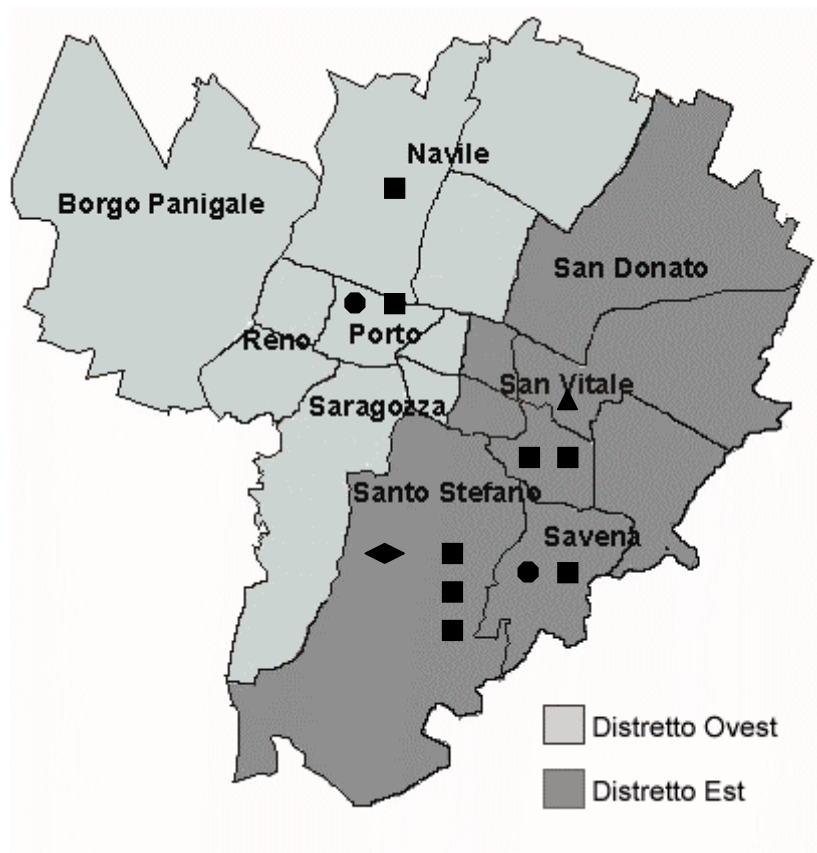 Navile
Borgo Panigale
San Donato
Reno
Porto
San Vitale
Saragozza
Santo Stefano
Savena
Distretto Ovest
Distretto Est